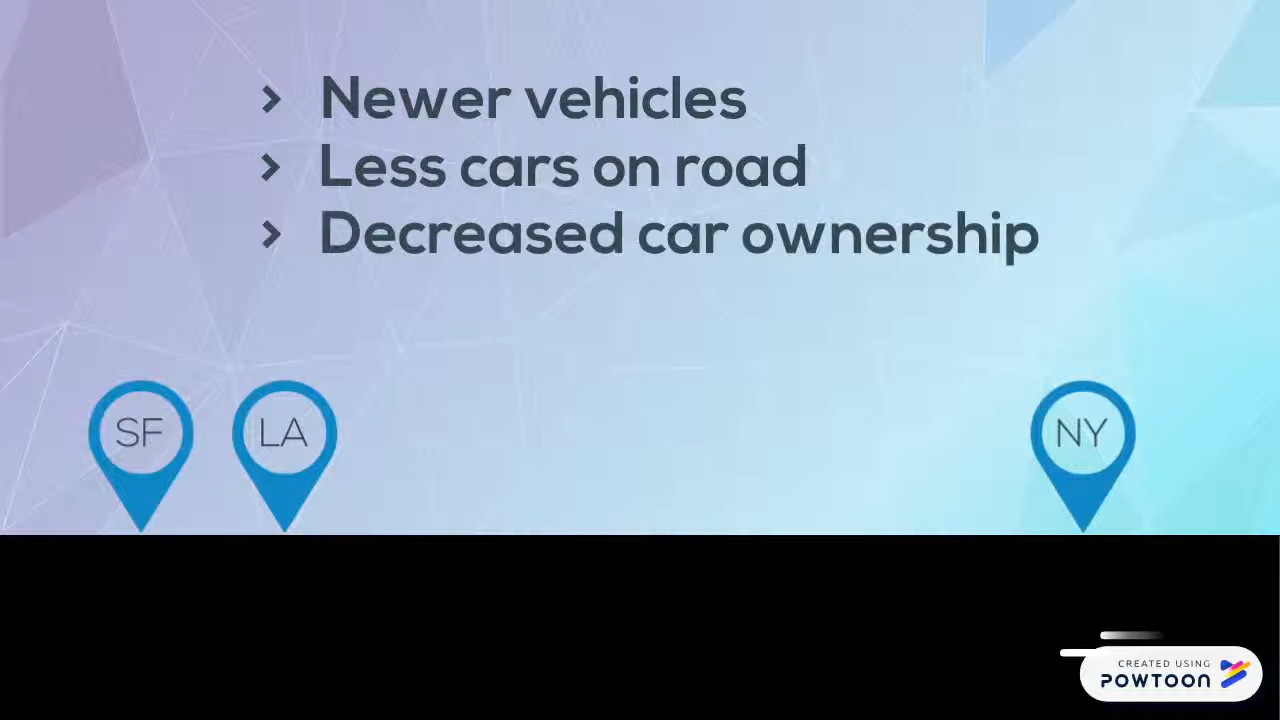 Newer vehicles
Less cars on road
Decreased car ownership
SF
LA
NY
CREATED USING
POWTOON